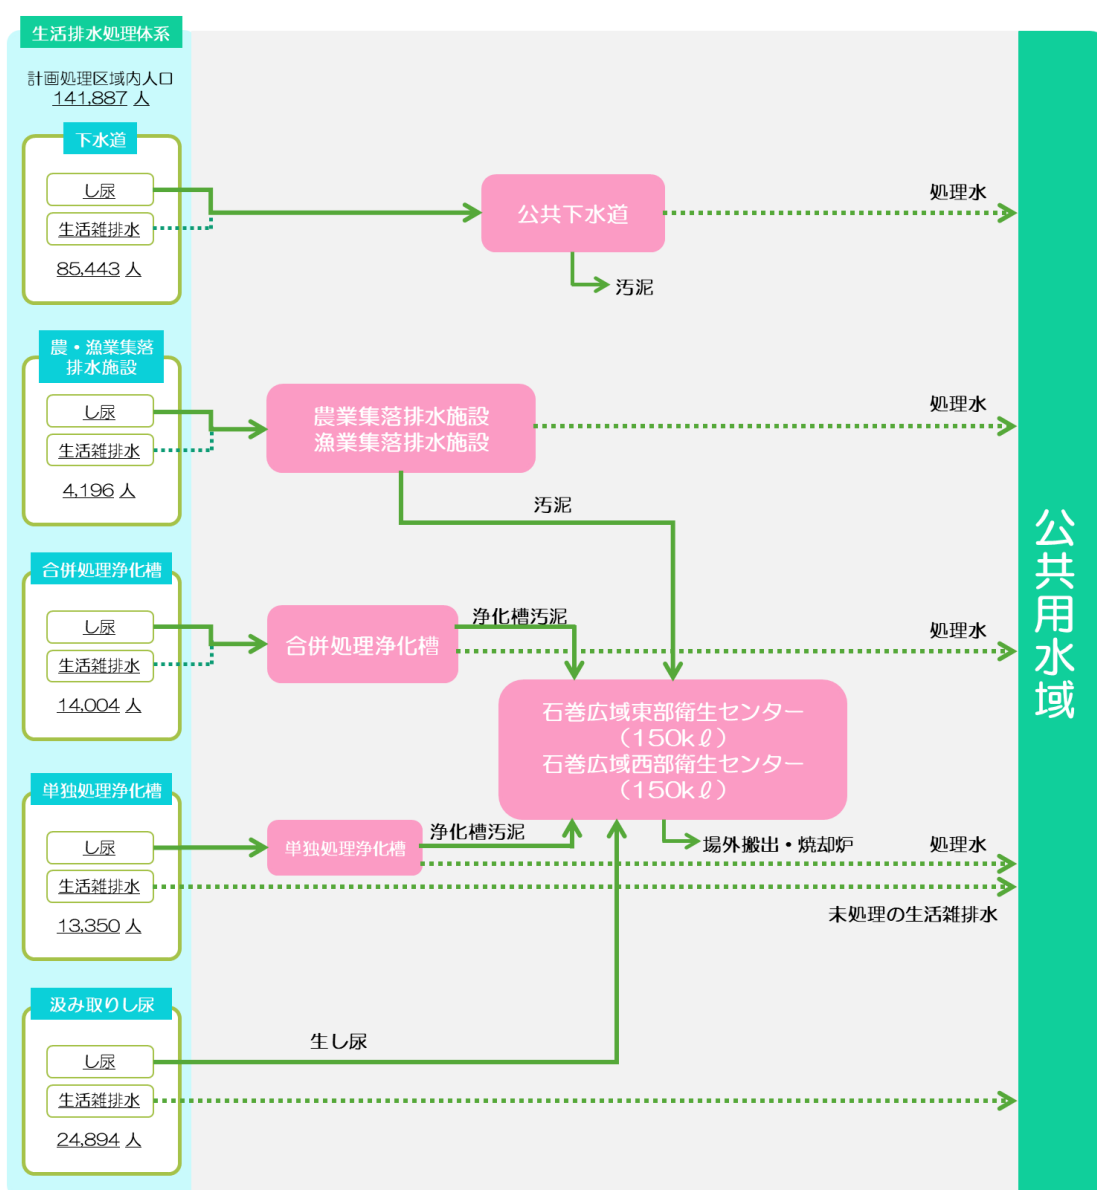 生活排水処理体系
計画処理区域内人口
141,887 人
下水道
し尿
生活雑排水
85,443 人
公共下水道
処理水
汚泥
農・漁業集落
排水施設
し尿
生活雑排水
4,196 人
農業集落排水施設
漁業集落排水施設
処理水
汚泥
合併処理浄化槽
し尿
生活雑排水
14,004 人
合併処理浄化槽
浄化槽汚泥
処理水
石巻広域東部衛生センター
（150kℓ）
石巻広域西部衛生センター
（150kℓ）
単独処理浄化槽
し尿
生活雑排水
13,350 人
単独処理浄化槽
浄化槽汚泥
場外搬出・焼却炉
処理水
未処理の生活雑排水
汲み取りし尿
し尿
生活雑排水
24,894 人
生し尿
公共用水域